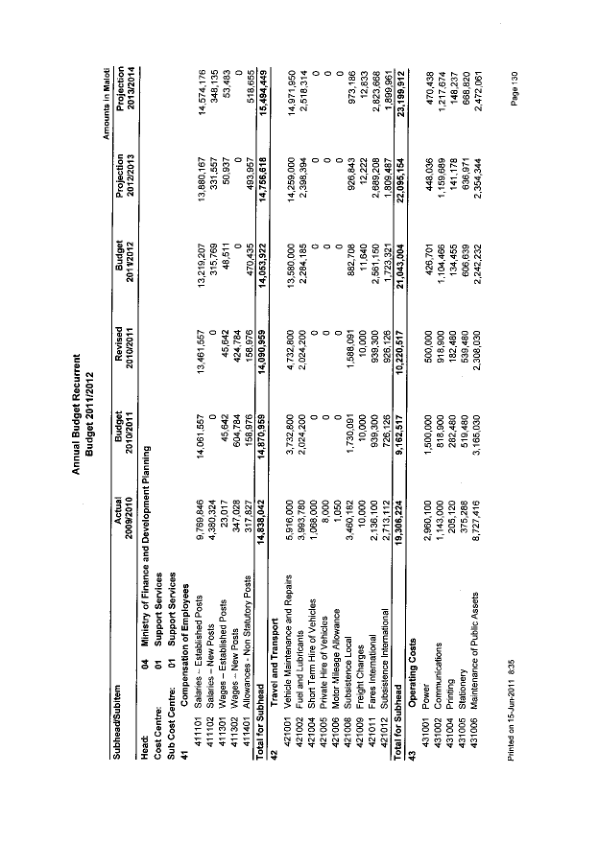 Annual Budget Recurrent
Budget 2011/2012
Amounts in Maloti
Subhead/Subitem Actual 2009/2010 Budget 2010/2011 Revised 2010/2011 Budget 2011/2012 Projection 2012/2013 Projection 2013/2014
Head: 04 Ministry of Finance and Development Planning
Cost Centre: 01 Support Services
Sub Cost Centre: 01 Support Services
41 Compensation of Employees
411101 Salaries – Established Posts 9,769,846 14,061,557 13,461,557 13,219,207 13,880,167 14,574,176
411102 Salaries – New Posts 4,380,324 0 0 315,769 331,557 348,135
411301 Wages – Established Posts 23,017 45,642 45,642 48,511 50,937 53,483
411302 Wages – New Posts 347,028 604,784 424,784 0 0 0
411401 Allowances - Non Statutory Posts 317,827 158,976 158,976 470,435 493,957 518,655
Total for Subhead 14,838,042 14,870,959 14,090,959 14,053,922 14,756,618 15,494,449
42 Travel and Transport
421001 Vehicle Maintenance and Repairs 5,916,000 3,732,800 4,732,800 13,580,000 14,259,000 14,971,950
421002 Fuel and Lubricants 3,993,780 2,024,200 2,024,200 2,284,185 2,398,394 2,518,314
421004 Short Term Hire of Vehicles 1,068,000 0 0 0 0 0
421005 Private Hire of Vehicles 8,000 0 0 0 0 0
421006 Motor Mileage Allowance 1,050 0 0 0 0 0
421008 Subsistence Local 3,460,182 1,730,091 1,588,091 882,708 926,843 973,186
421009 Freight Charges 10,000 10,000 10,000 11,640 12,222 12,833
421011 Fares International 2,136,100 939,300 939,300 2,561,150 2,689,208 2,823,668
421012 Subsistence International 2,713,112 726,126 926,126 1,723,321 1,809,487 1,899,961
Total for Subhead 19,306,224 9,162,517 10,220,517 21,043,004 22,095,154 23,199,912
43 Operating Costs
431001 Power 2,960,100 1,500,000 500,000 426,701 448,036 470,438
431002 Communications 1,143,000 818,900 918,900 1,104,466 1,159,689 1,217,674
431004 Printing 205,120 282,480 182,480 134,455 141,178 148,237
431005 Stationery 375,288 519,480 539,480 606,639 636,971 668,820
431006 Maintenance of Public Assets 8,727,416 3,165,030 2,308,030 2,242,232 2,354,344 2,472,061
Printed on 15-Jun-2011 8:35
Page 130